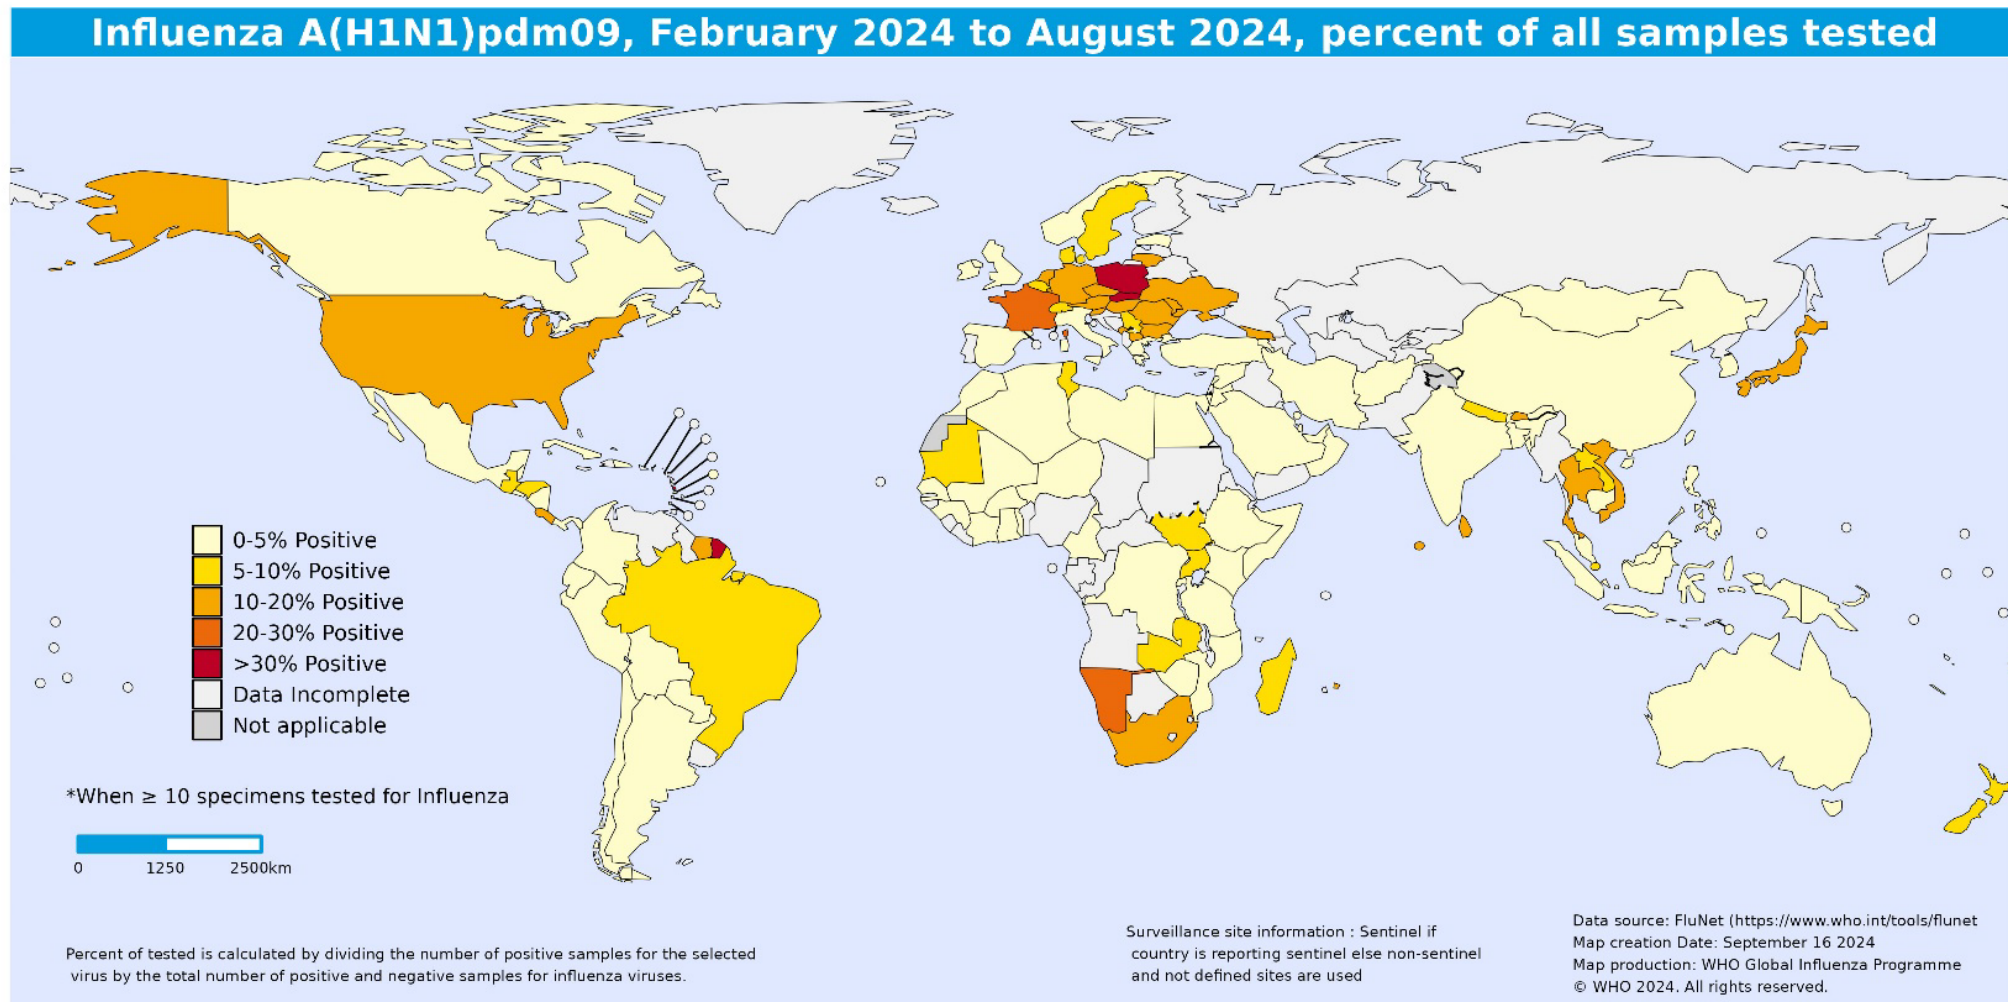 Influenza A(H1N1)pdm09, February 2024 to August 2024, percent of all samples tested
0-5% Positive
5-10% Positive
10-20% Positive
20-30% Positive
>30% Positive
Data Incomplete
Not applicable
*When ≥ 10 specimens tested for Influenza
0 1250 2500km
Percent of tested is calculated by dividing the number of positive samples for the selected
virus by the total number of positive and negative samples for influenza viruses.
Surveillance site information : Sentinel if
country is reporting sentinel else non-sentinel
and not defined sites are used
Data source: FluNet (https://www.who.int/tools/flunet
Map creation Date: September 16 2024
Map production: WHO Global Influenza Programme
© WHO 2024. All rights reserved.